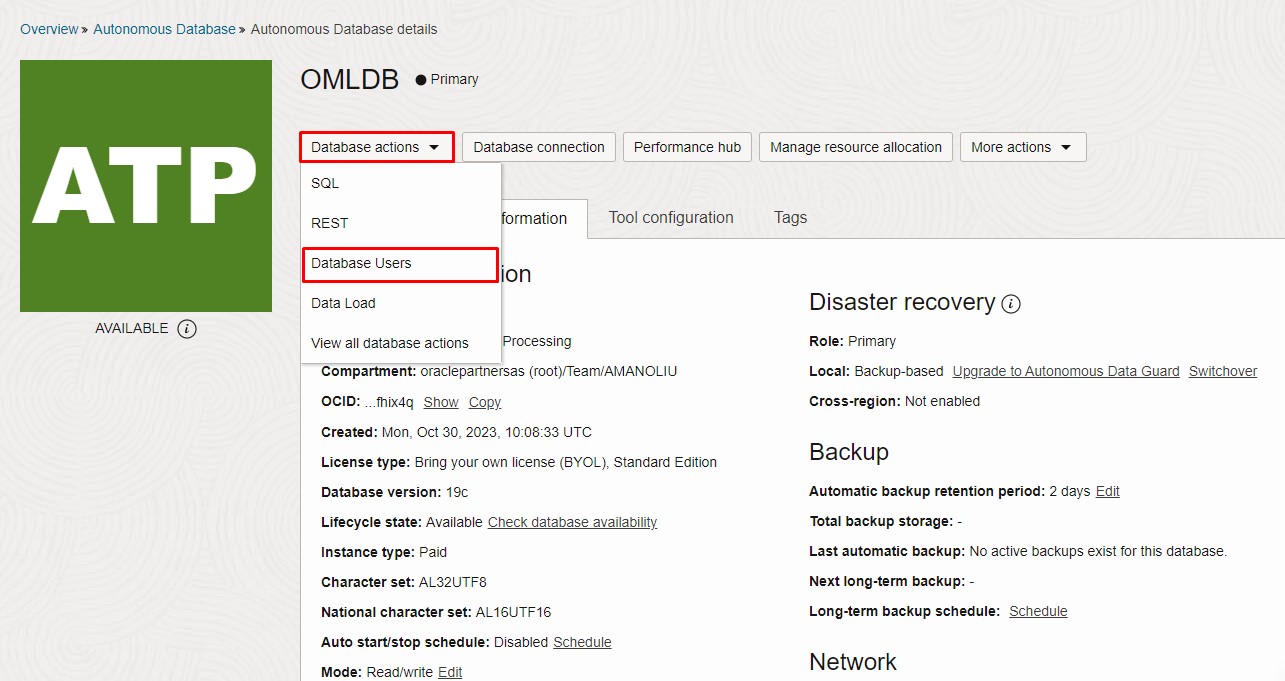 Overview » Autonomous Database » Autonomous Database details
ATP
AVAILABLE i
OMLDB ● Primary
Database actions
Database connection
Performance hub
Manage resource allocation
More actions
SQL
REST
Database Users
Data Load
View all database actions
formation
Tool configuration
Tags
ion
Processing
Compartment: oraclepartnersas (root)/Team/AMANOLIU
OCID: ...fhix4q Show Copy
Created: Mon, Oct 30, 2023, 10:08:33 UTC
License type: Bring your own license (BYOL), Standard Edition
Database version: 19c
Lifecycle state: Available Check database availability
Instance type: Paid
Character set: AL32UTF8
National character set: AL16UTF16
Auto start/stop schedule: Disabled Schedule
Mode: Read/write Edit
Disaster recovery i
Role: Primary
Local: Backup-based Upgrade to Autonomous Data Guard Switchover
Cross-region: Not enabled
Backup
Automatic backup retention period: 2 days Edit
Total backup storage: -
Last automatic backup: No active backups exist for this database.
Next long-term backup: -
Long-term backup schedule: Schedule
Network